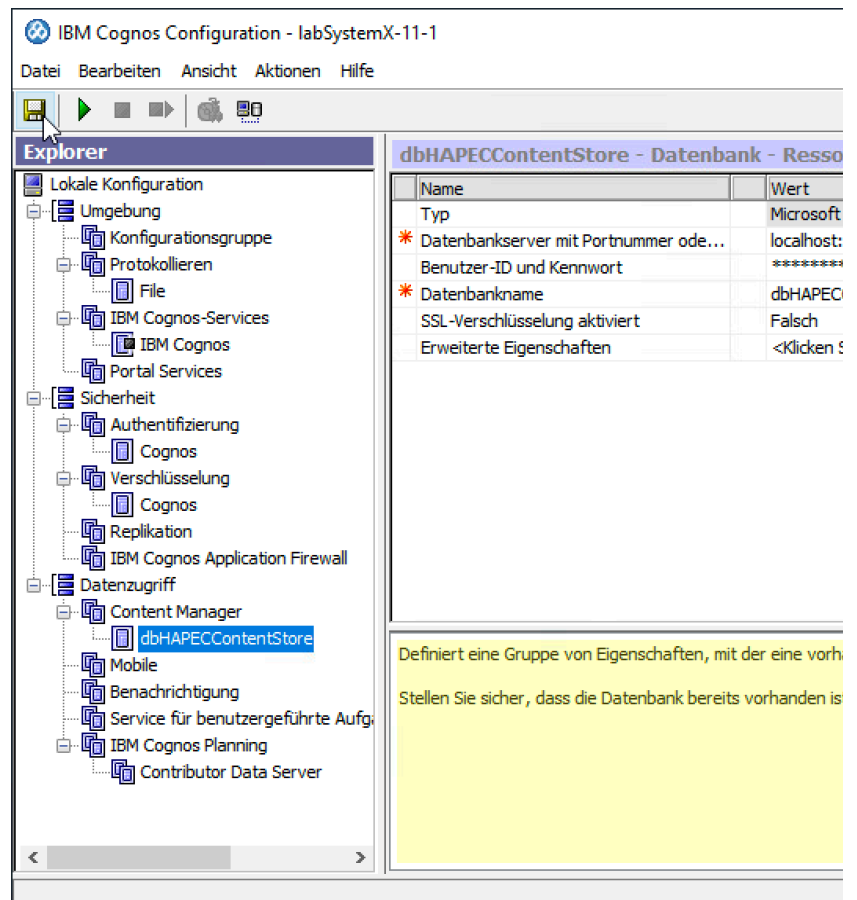 IBM Cognos Configuration - labSystemX-11-1
Datei Bearbeiten Ansicht Aktionen Hilfe
Explorer
Lokale Konfiguration
Umgebung
Konfigurationsgruppe
Protokollieren
File
IBM Cognos-Services
IBM Cognos
Portal Services
Sicherheit
Authentifizierung
Cognos
Verschlüsselung
Cognos
Replikation
IBM Cognos Application Firewall
Datenzugriff
Content Manager
dbHAPECContentStore
Mobile
Benachrichtigung
Service für benutzergeführte Aufga
IBM Cognos Planning
Contributor Data Server
dbHAPECContentStore - Datenbank - Resso
Name Wert
Typ Microsoft
* Datenbankserver mit Portnummer ode... localhost:
Benutzer-ID und Kennwort *********
* Datenbankname dbHAPEC
SSL-Verschlüsselung aktiviert Falsch
Erweiterte Eigenschaften <Klicken S
Definiert eine Gruppe von Eigenschaften, mit der eine vorha
Stellen Sie sicher, dass die Datenbank bereits vorhanden ist